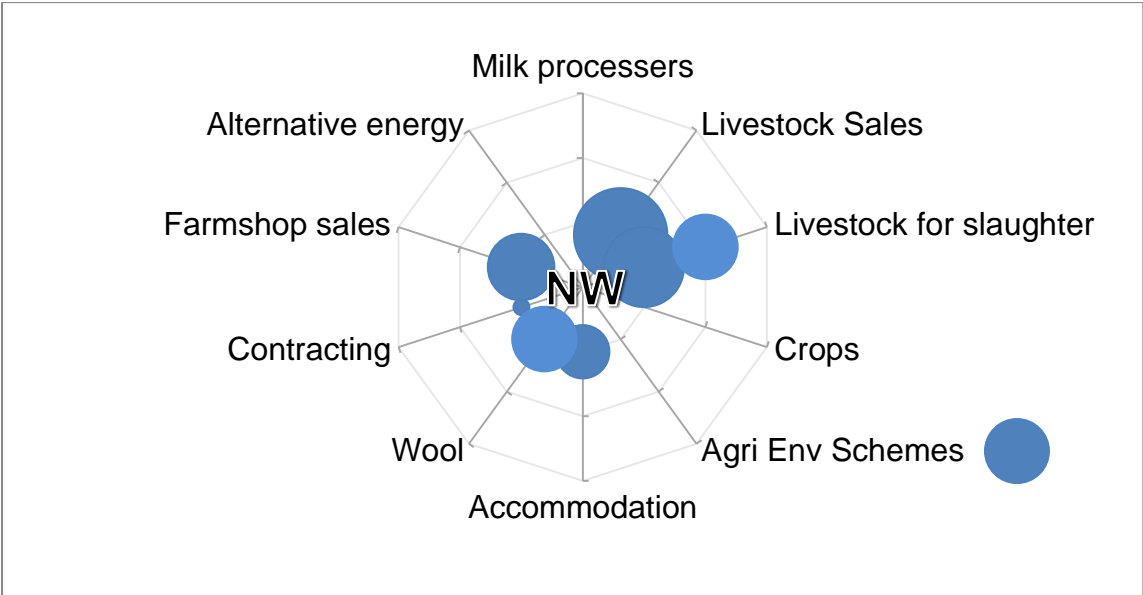 Milk processers
Alternative energy
Livestock Sales
Farmshop sales
Livestock for slaughter
NW
Contracting
Crops
Wool
Agri Env Schemes
Accommodation